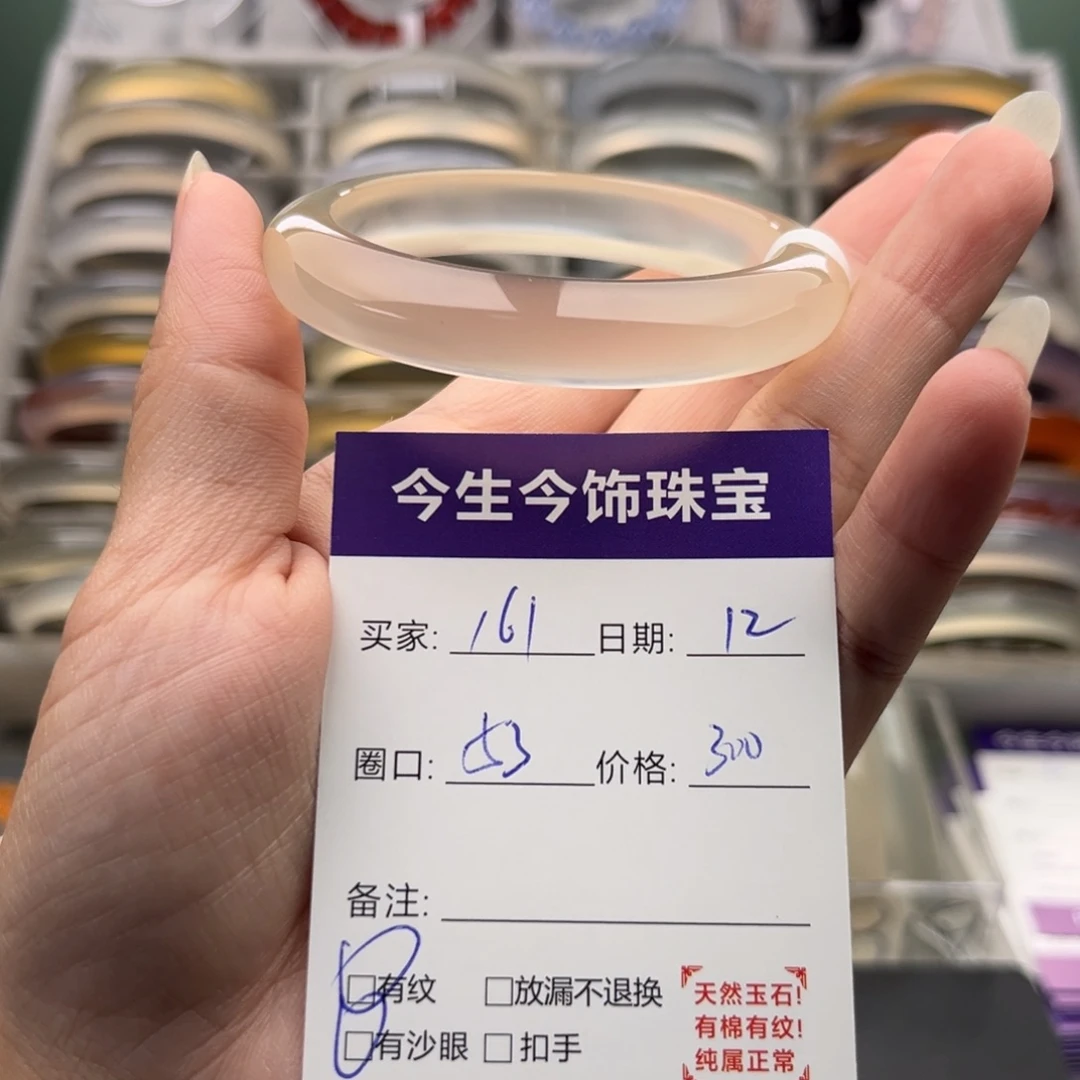 今生今饰珠宝
买家: 161 日期: 12
圈口: 53 价格: 300
备注:
□有纹 □放漏不退换
□有沙眼 □扣手
天然玉石!
有棉有纹!
纯属正常